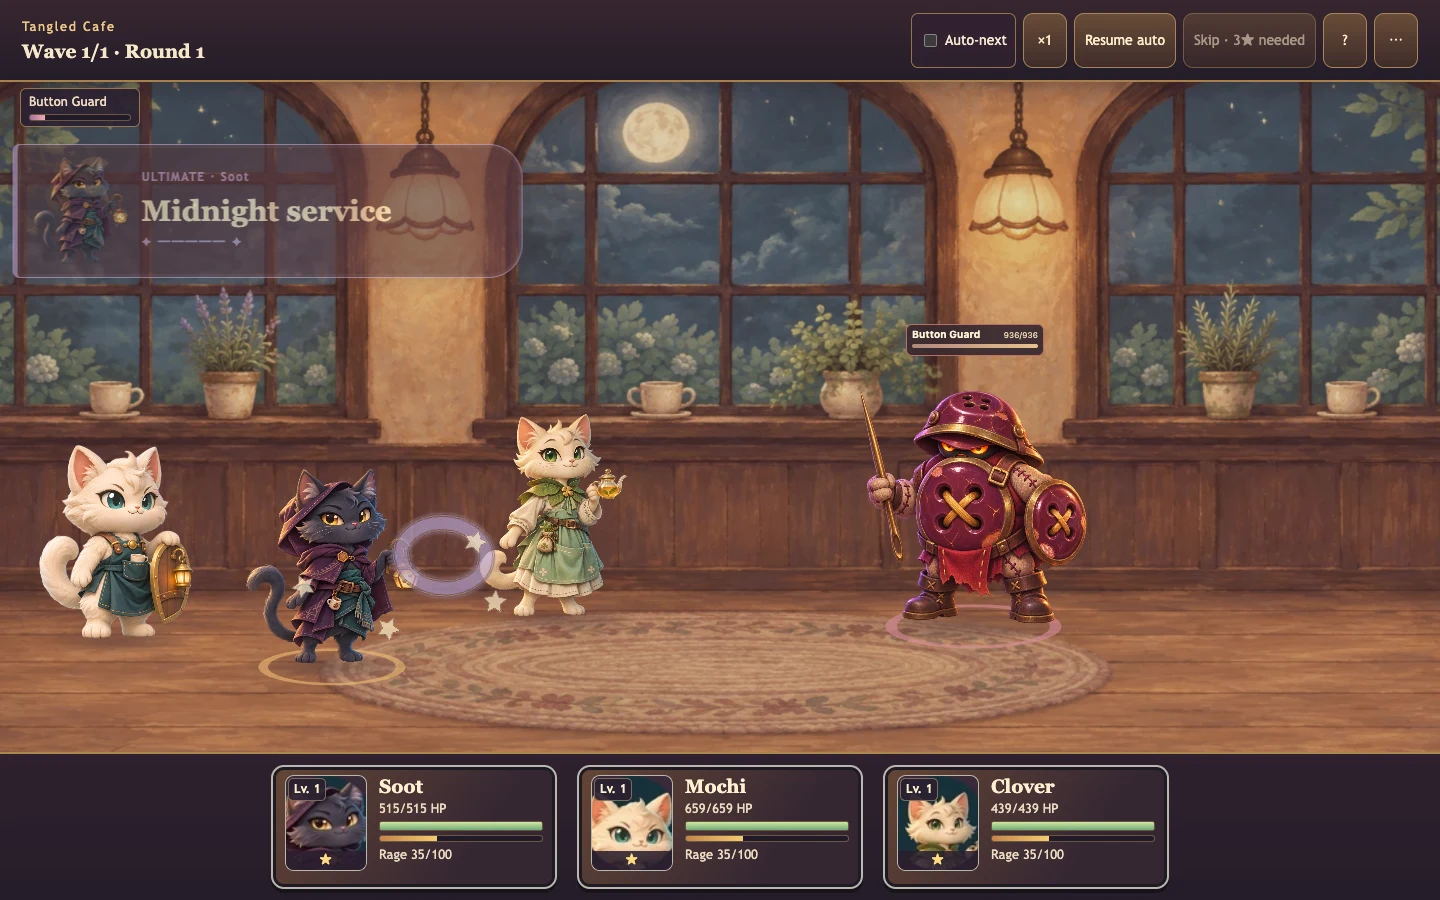 Tangled Cafe
Wave 1/1 · Round 1
Auto-next
×1
Resume auto
Skip · 3★ needed
?
...
Button Guard
ULTIMATE · Soot
Midnight service
Button Guard 936/936
Lv. 1
Soot
515/515 HP
Rage 35/100
Lv. 1
Mochi
659/659 HP
Rage 35/100
Lv. 1
Clover
439/439 HP
Rage 35/100